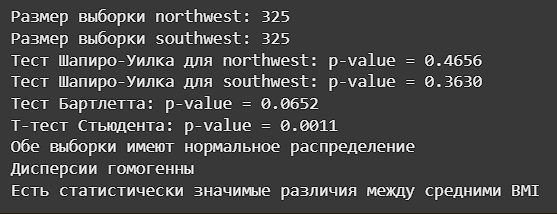 Размер выборки northwest: 325
Размер выборки southwest: 325
Тест Шапиро-Уилка для northwest: p-value = 0.4656
Тест Шапиро-Уилка для southwest: p-value = 0.3630
Тест Бартлетта: p-value = 0.0652
Т-тест Стьюдента: p-value = 0.0011
Обе выборки имеют нормальное распределение
Дисперсии гомогенны
Есть статистически значимые различия между средними BMI